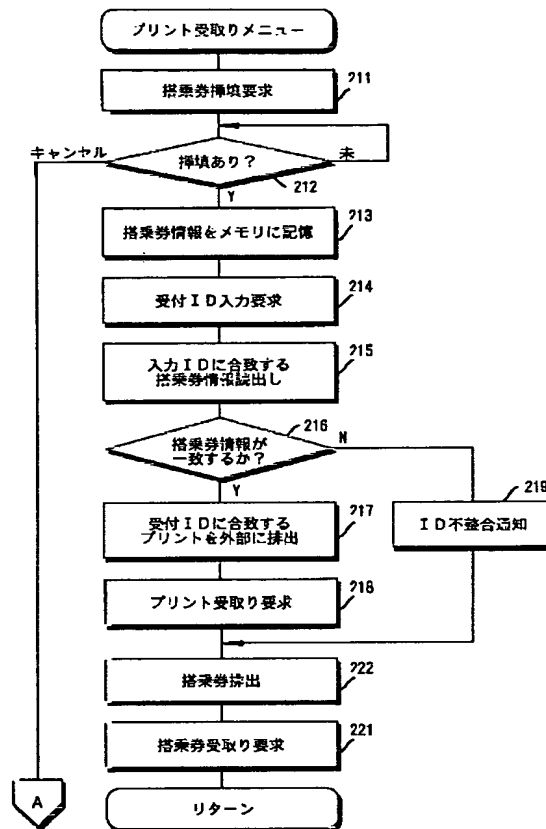 プリント受取りメニュー
搭乗券挿填要求
211
キャンセル
挿填あり？
未
212
Y
搭乗券情報をメモリに記憶
213
受付ＩＤ入力要求
214
入力ＩＤに合致する
搭乗券情報読出し
215
216
搭乗券情報が
一致するか？
N
Y
受付ＩＤに合致する
プリントを外部に排出
217
219
ＩＤ不整合通知
プリント受取り要求
218
搭乗券排出
222
搭乗券受取り要求
221
A
リターン